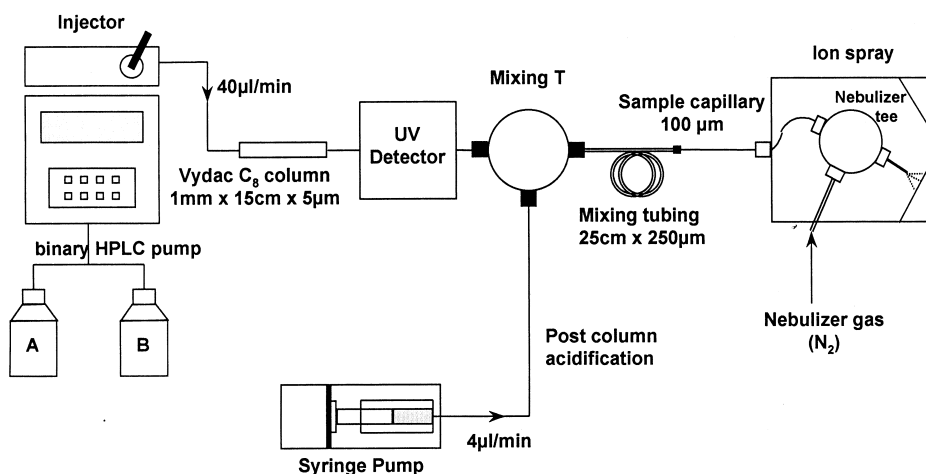 Injector
40µl/min
UV
Detector
Vydac C₈ column
1mm x 15cm x 5µm
Mixing T
Sample capillary
100 µm
Mixing tubing
25cm x 250µm
Ion spray
Nebulizer
tee
Nebulizer gas
(N₂)
binary HPLC pump
A
B
Post column
acidification
4µl/min
Syringe Pump